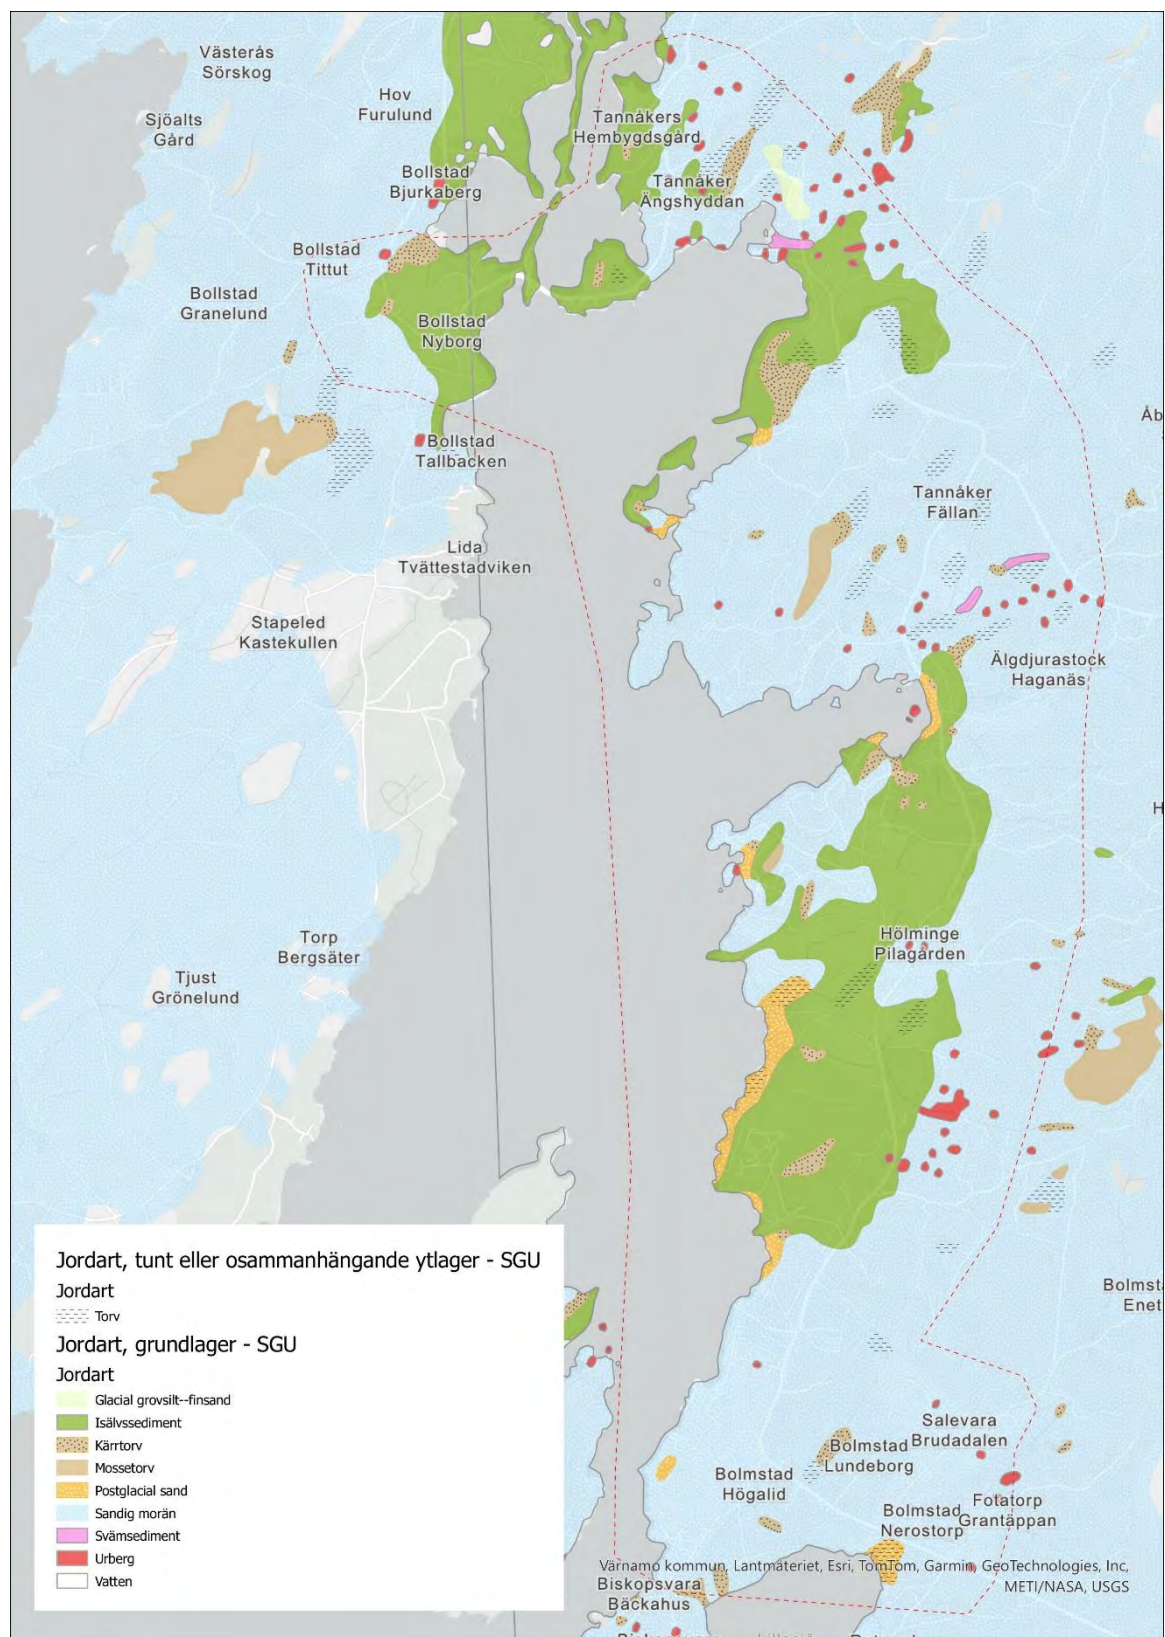 Västerås
Sörskog
Hov
Furulund
Sjöalts
Gård
Tannåkers
Hembygdsgård
Bollstad
Bjurkaberg
Tannåker
Ängshyddan
Bollstad
Tittut
Bollstad
Granelund
Bollstad
Nyborg
Åb
Bollstad
Tallbacken
Tannåker
Fällan
Lida
Tvättestadviken
Stapeled
Kastekullen
Älgdjurastock
Haganäs
H
Hölminge
Pilagården
Torp
Bergsäter
Tjust
Grönelund
Jordart, tunt eller osammanhängande ytlager - SGU
Jordart
Torv
Jordart, grundlager - SGU
Jordart
Glacial grovsilt--finsand
Isälvssediment
Kärrtorv
Mossetorv
Postglacial sand
Sandig morän
Svämsediment
Urberg
Vatten
Bolmsta
Enet
Salevara
Brudadalen
Bolmstad
Lundeborg
Bolmstad
Högalid
Fotatorp
Grantäppan
Bolmstad
Nerostorp
Värnamo kommun, Lantmäteriet, Esri, TomTom, Garmin, GeoTechnologies, Inc,
METI/NASA, USGS
Biskopsvara
Bäckahus